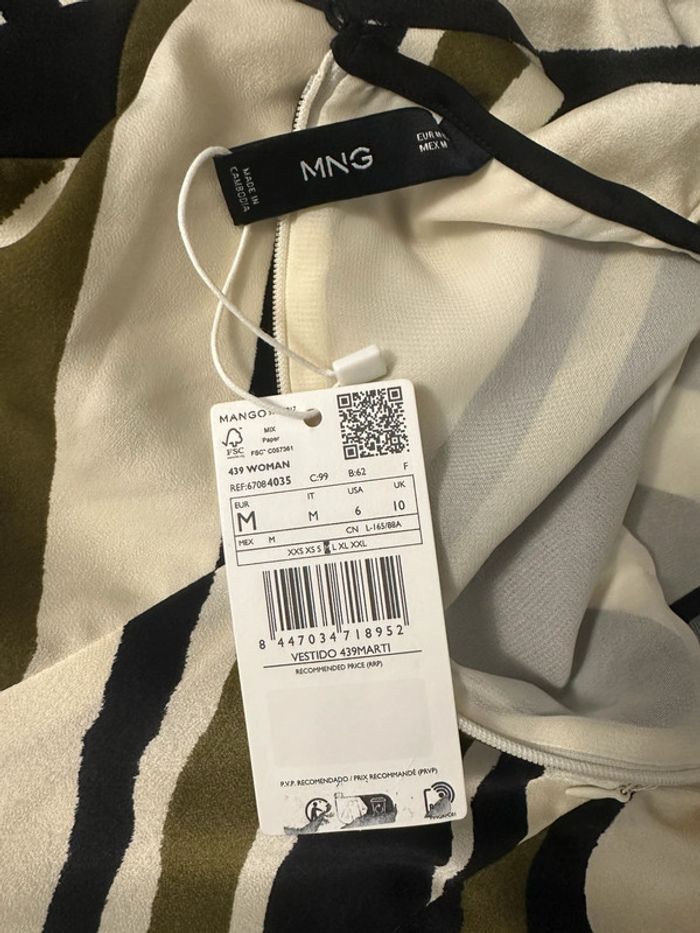 MNG
EUR M
MEX M
MADE IN
CAMBODIA
MANGO
MIX
Paper
FSC
FSC® C057361
439 WOMAN
REF:67084035 C:99 B:62 F
EUR IT USA UK
M M 6 10
MEX M CN L-165/88A
XXS XS S M L XL XXL
8 447034 718952
VESTIDO 439MARTI
RECOMMENDED PRICE (RRP)
P.V.P. RECOMENDADO / PRIX RECOMMANDÉ (PRVP)